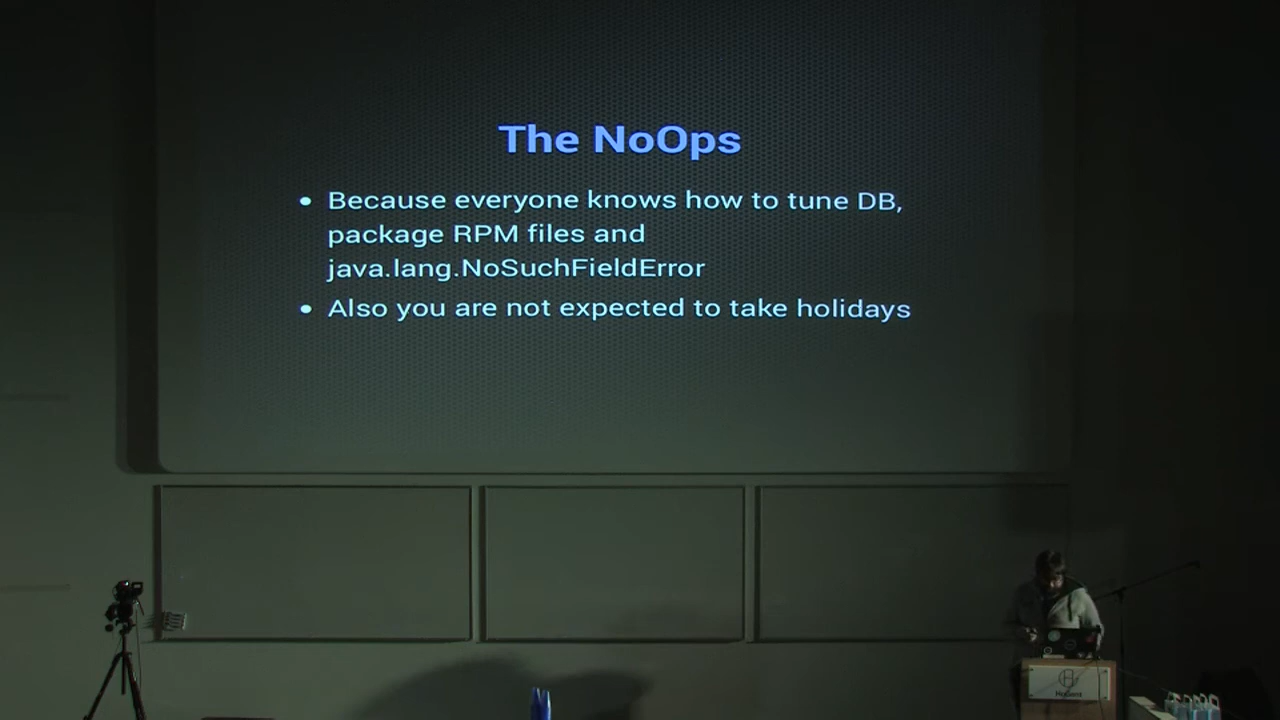 The NoOps
• Because everyone knows how to tune DB,
package RPM files and
java.lang.NoSuchFieldError
• Also you are not expected to take holidays
HoGent